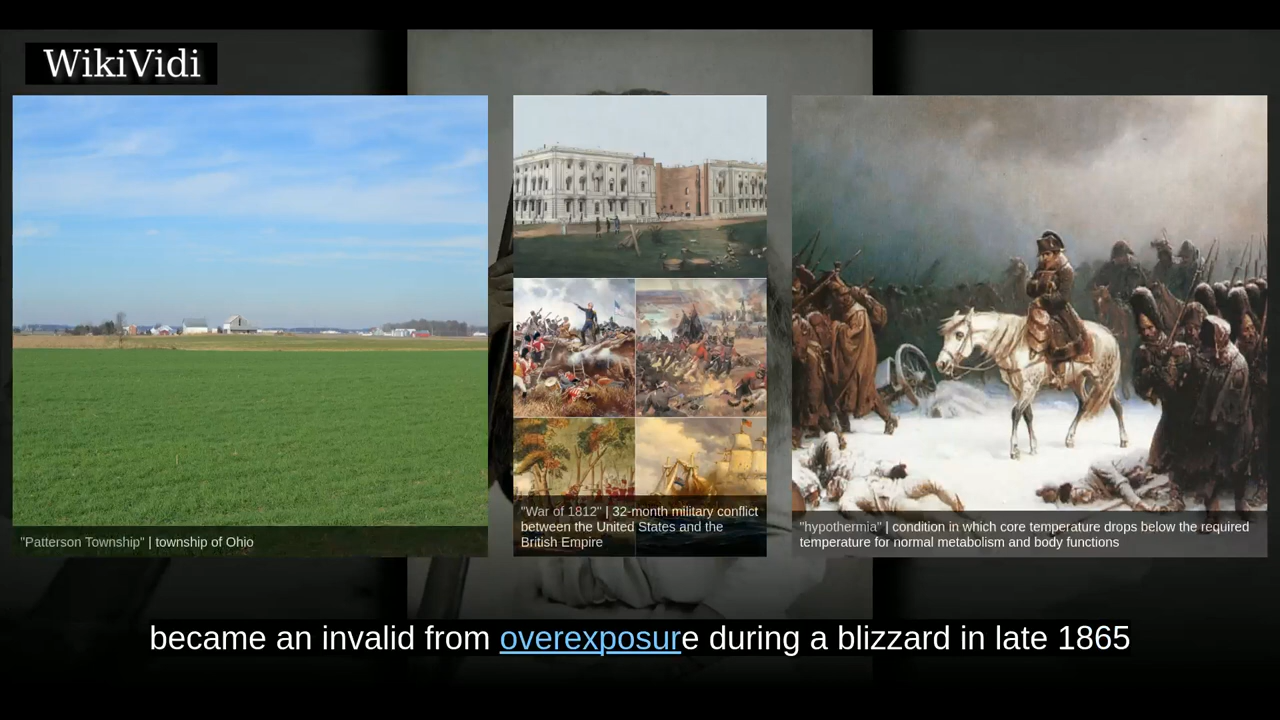 WikiVidi
"Patterson Township" | township of Ohio
"War of 1812" | 32-month military conflict
between the United States and the
British Empire
"hypothermia" | condition in which core temperature drops below the required
temperature for normal metabolism and body functions
became an invalid from overexposure during a blizzard in late 1865